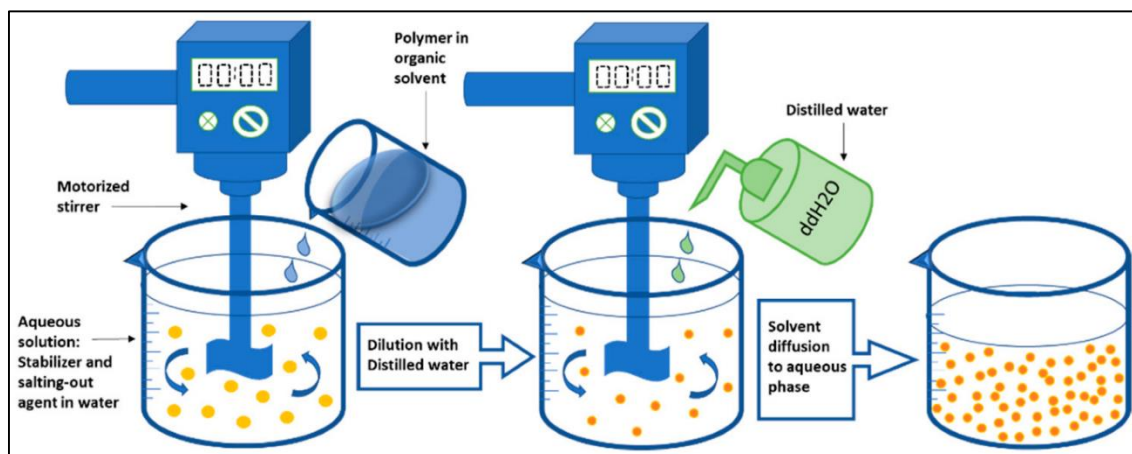 00:00
Polymer in
organic
solvent
Motorized
stirrer
Aqueous
solution:
Stabilizer and
salting-out
agent in water
Dilution with
Distilled water
00:00
Distilled water
ddH2O
Solvent
diffusion
to aqueous
phase